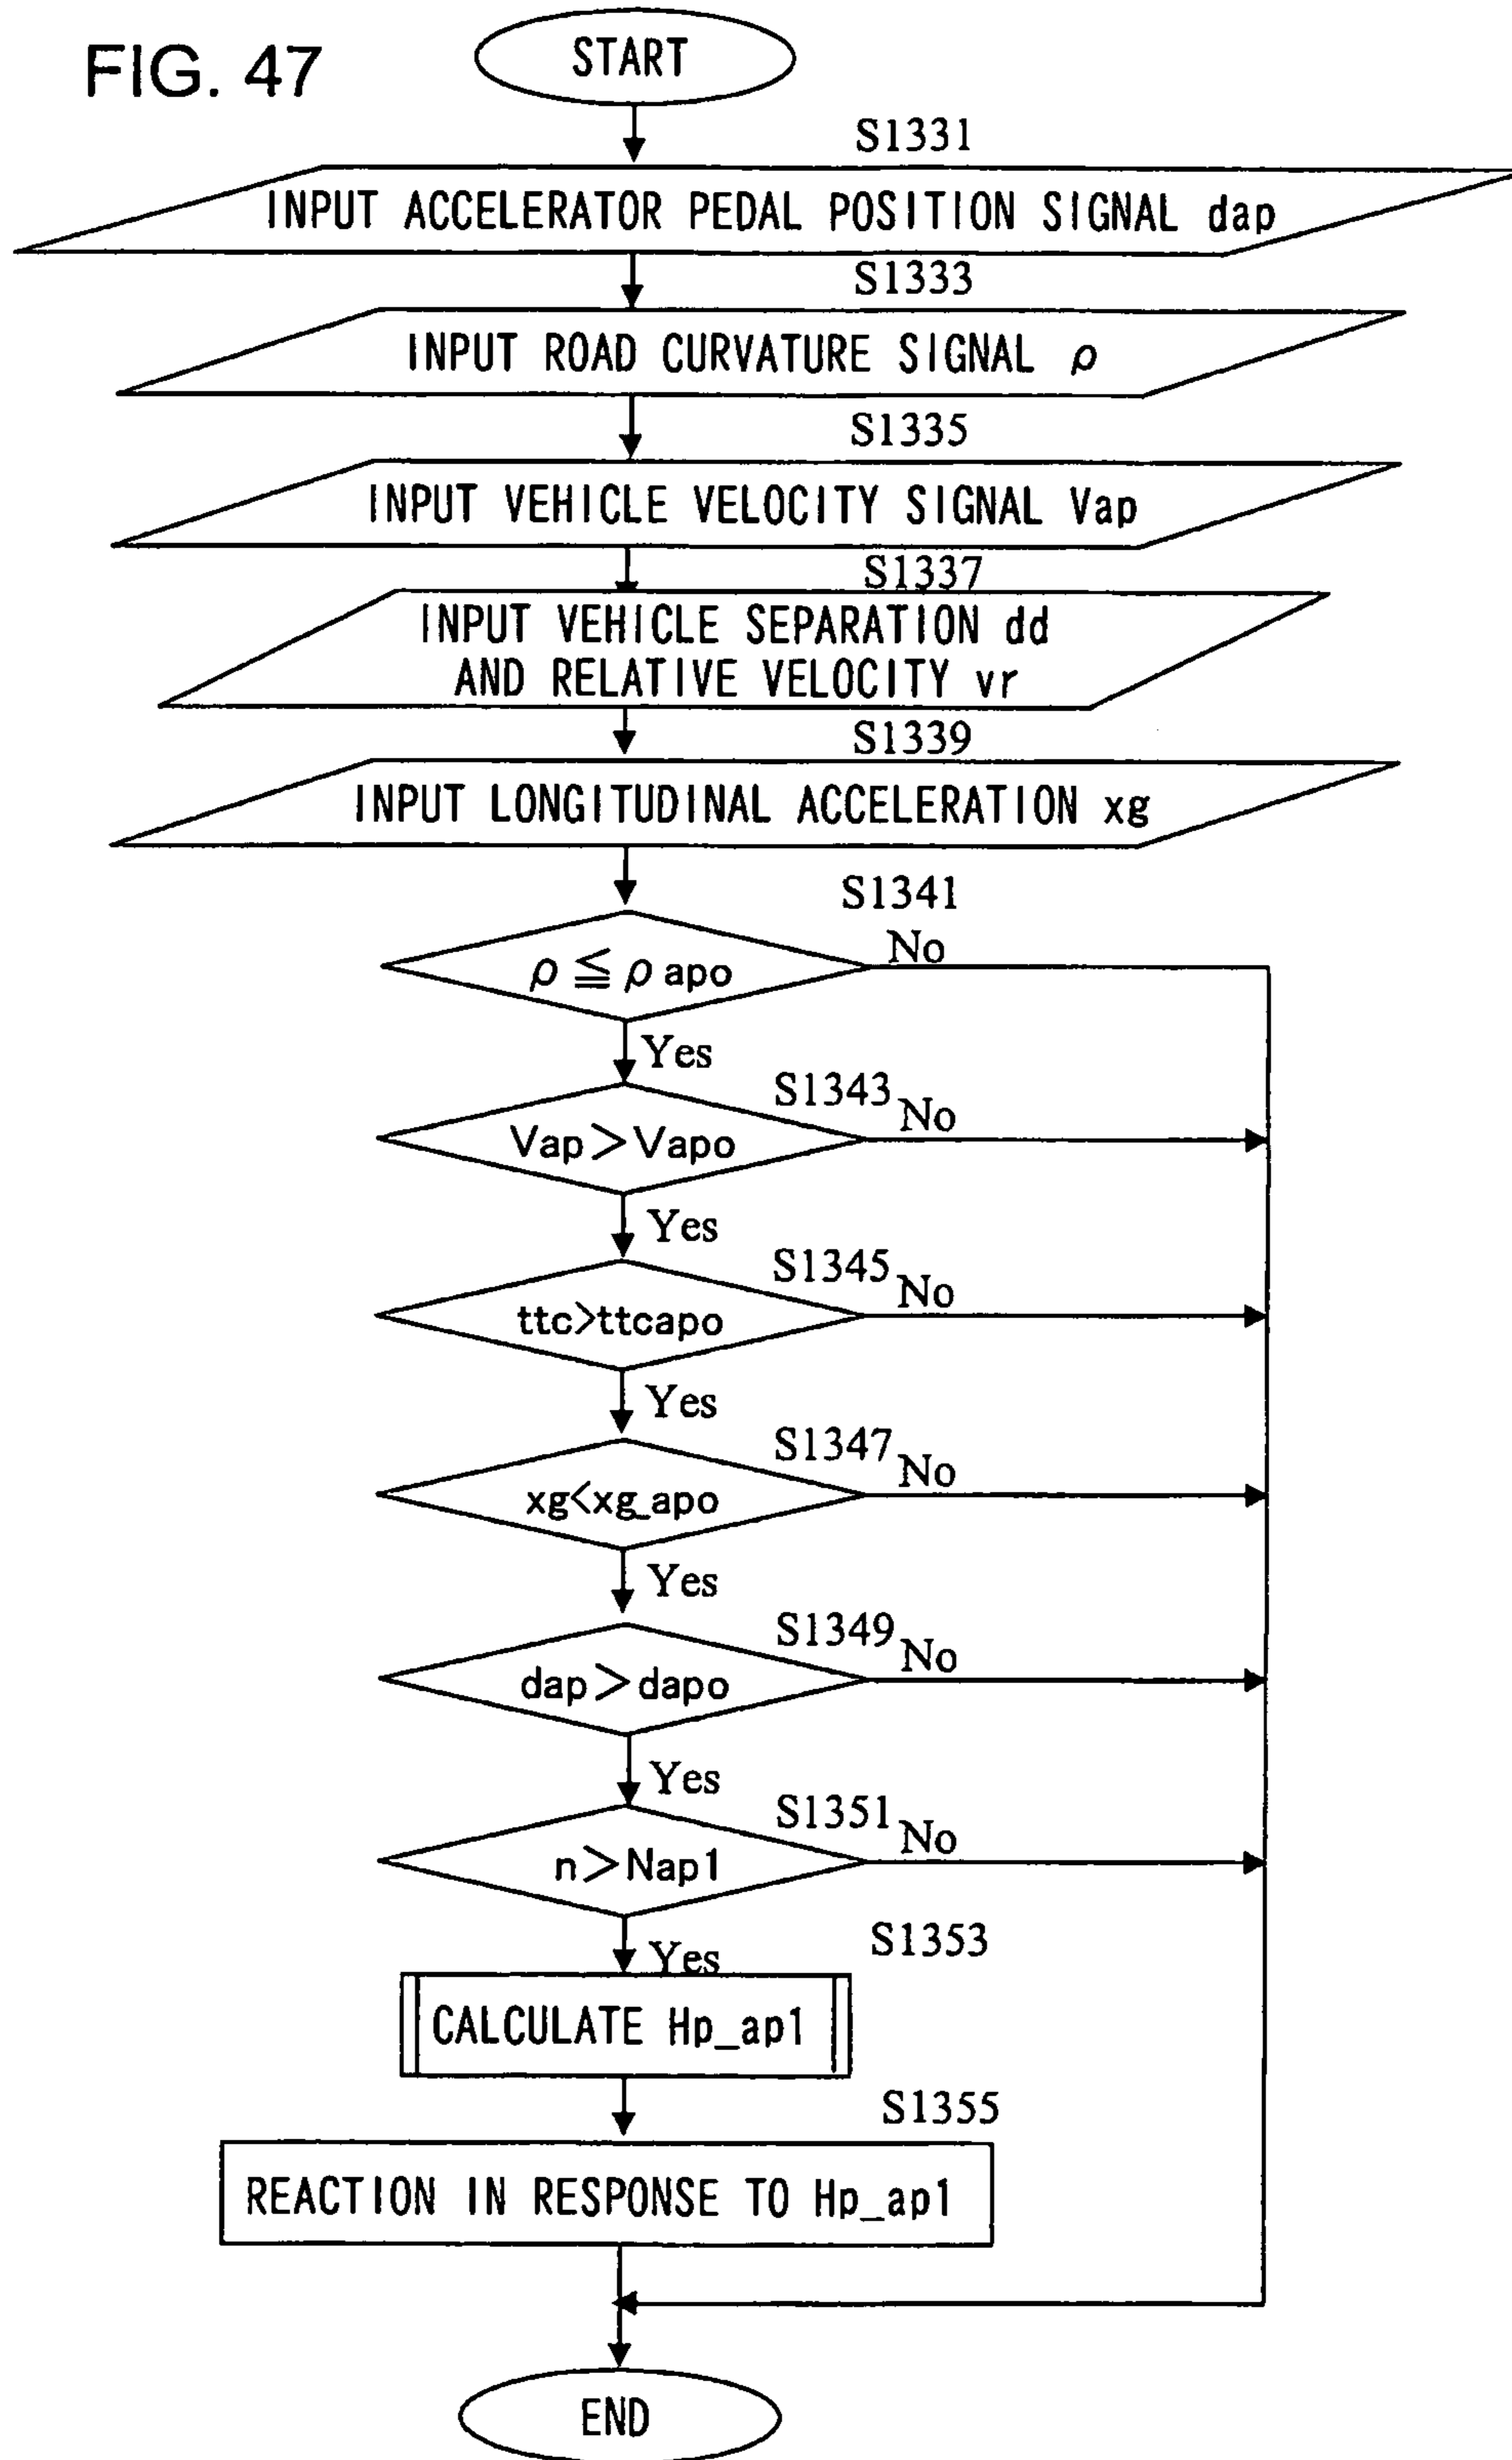 FIG. 47
START
S1331
INPUT ACCELERATOR PEDAL POSITION SIGNAL dap
S1333
INPUT ROAD CURVATURE SIGNAL ρ
S1335
INPUT VEHICLE VELOCITY SIGNAL Vap
S1337
INPUT VEHICLE SEPARATION dd
AND RELATIVE VELOCITY vr
S1339
INPUT LONGITUDINAL ACCELERATION xg
S1341
ρ ≦ ρ apo
No
Yes
S1343
Vap>Vapo
No
Yes
S1345
ttc>ttcapo
No
Yes
S1347
xg<xg_apo
No
Yes
S1349
dap>dapo
No
Yes
S1351
n>Nap1
No
Yes
S1353
CALCULATE Hp_ap1
S1355
REACTION IN RESPONSE TO Hp_ap1
END